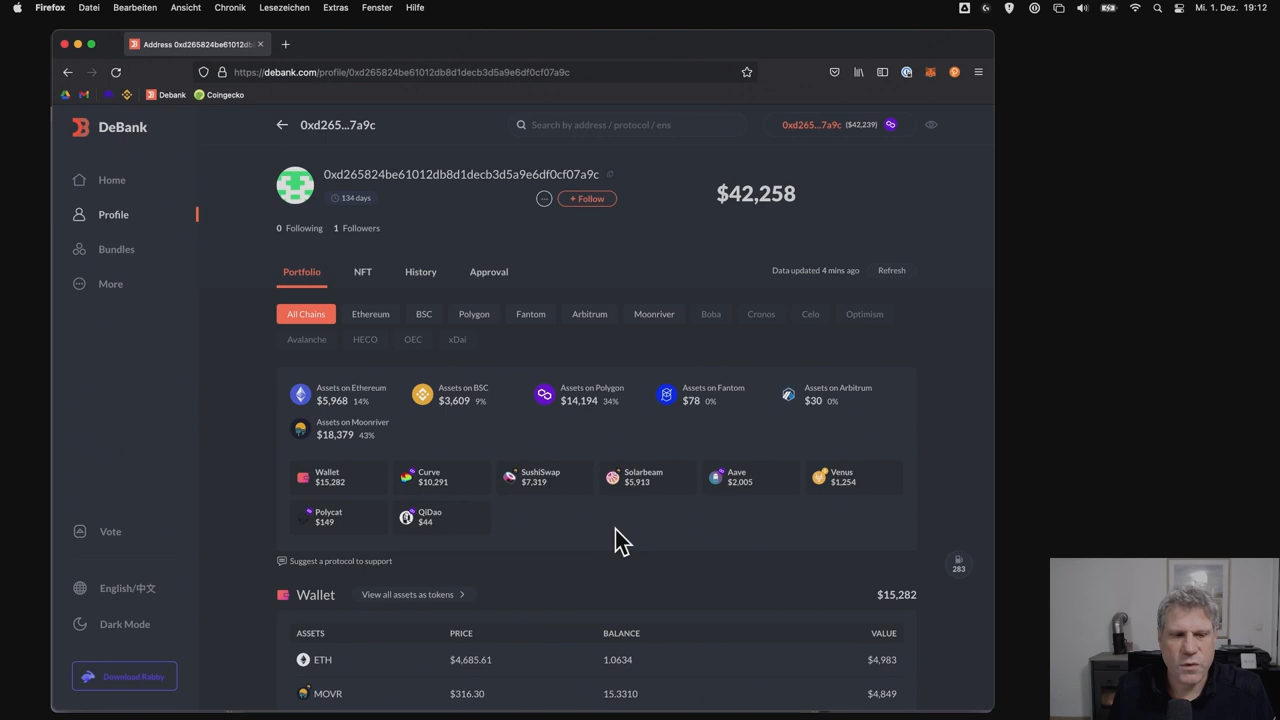 Firefox Datei Bearbeiten Ansicht Chronik Lesezeichen Extras Fenster Hilfe Mi. 1. Dez. 19:12
Address 0xd265824be61012db
https://debank.com/profile/0xd265824be61012db8d1decb3d5a9e6df0cf07a9c
Debank Coingecko
DeBank
0xd265...7a9c
Search by address / protocol / ens
0xd265...7a9c ($42,239)
0xd265824be61012db8d1decb3d5a9e6df0cf07a9c
134 days
+ Follow
$42,258
0 Following 1 Followers
Home
Profile
Bundles
More
Portfolio NFT History Approval
Data updated 4 mins ago Refresh
All Chains Ethereum BSC Polygon Fantom Arbitrum Moonriver Boba Cronos Celo Optimism
Avalanche HECO OEC xDai
Assets on Ethereum
$5,968 14%
Assets on BSC
$3,609 9%
Assets on Polygon
$14,194 34%
Assets on Fantom
$78 0%
Assets on Arbitrum
$30 0%
Assets on Moonriver
$18,379 43%
Wallet
$15,282
Curve
$10,291
SushiSwap
$7,319
Solarbeam
$5,913
Aave
$2,005
Venus
$1,254
Polycat
$149
QiDao
$44
Suggest a protocol to support
283
Wallet View all assets as tokens $15,282
ASSETS PRICE BALANCE VALUE
ETH $4,685.61 1.0634 $4,983
MOVR $316.30 15.3310 $4,849
Vote
English/中文
Dark Mode
Download Rabby